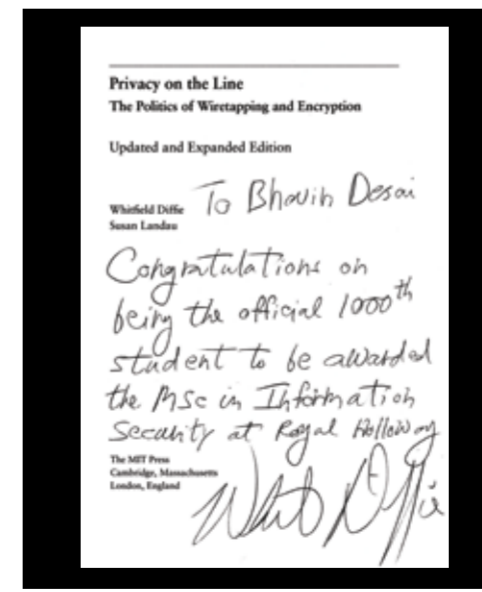 Privacy on the Line
The Politics of Wiretapping and Encryption
Updated and Expanded Edition
To Bhavin Desai
Whitfield Diffie
Susan Landau
Congratulations on
being the official 1000th
student to be awarded
the MSc in Information
Security at Royal Holloway
The MIT Press
Cambridge, Massachusetts
London, England
Whit Diffie